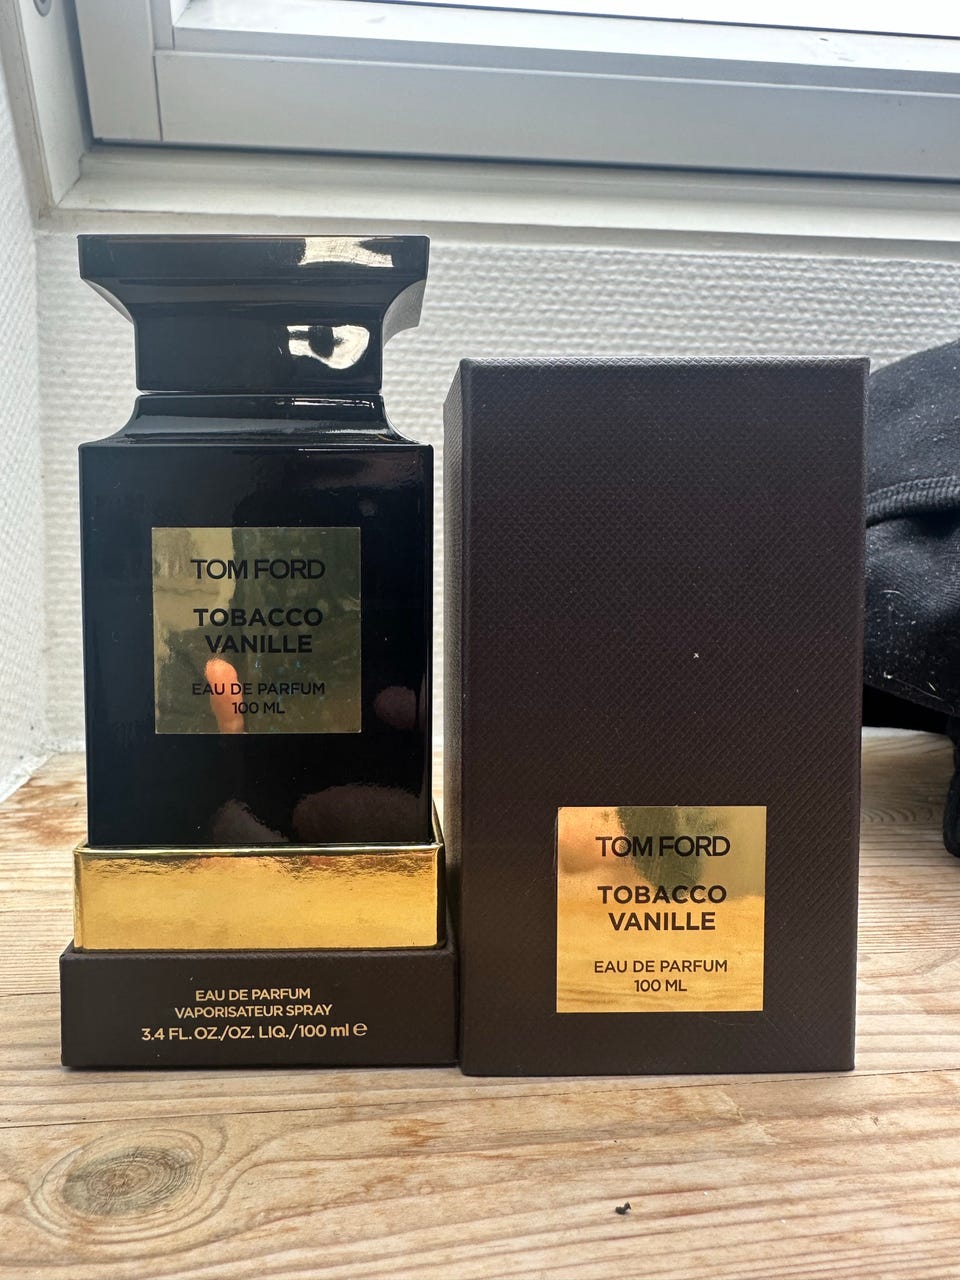 TOM FORD
TOBACCO
VANILLE
EAU DE PARFUM
100 ML
EAU DE PARFUM
VAPORISATEUR SPRAY
3.4 FL. OZ./OZ. LIQ./100 ml ℮
TOM FORD
TOBACCO
VANILLE
EAU DE PARFUM
100 ML